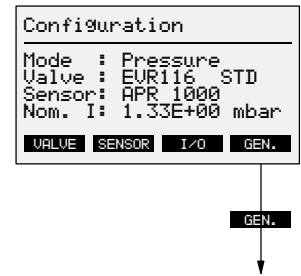 Configuration
Mode : Pressure
Valve : EVR116 STD
Sensor: APR 1000
Nom. I: 1.33E+00 mbar
VALVE SENSOR I/O GEN.
GEN.